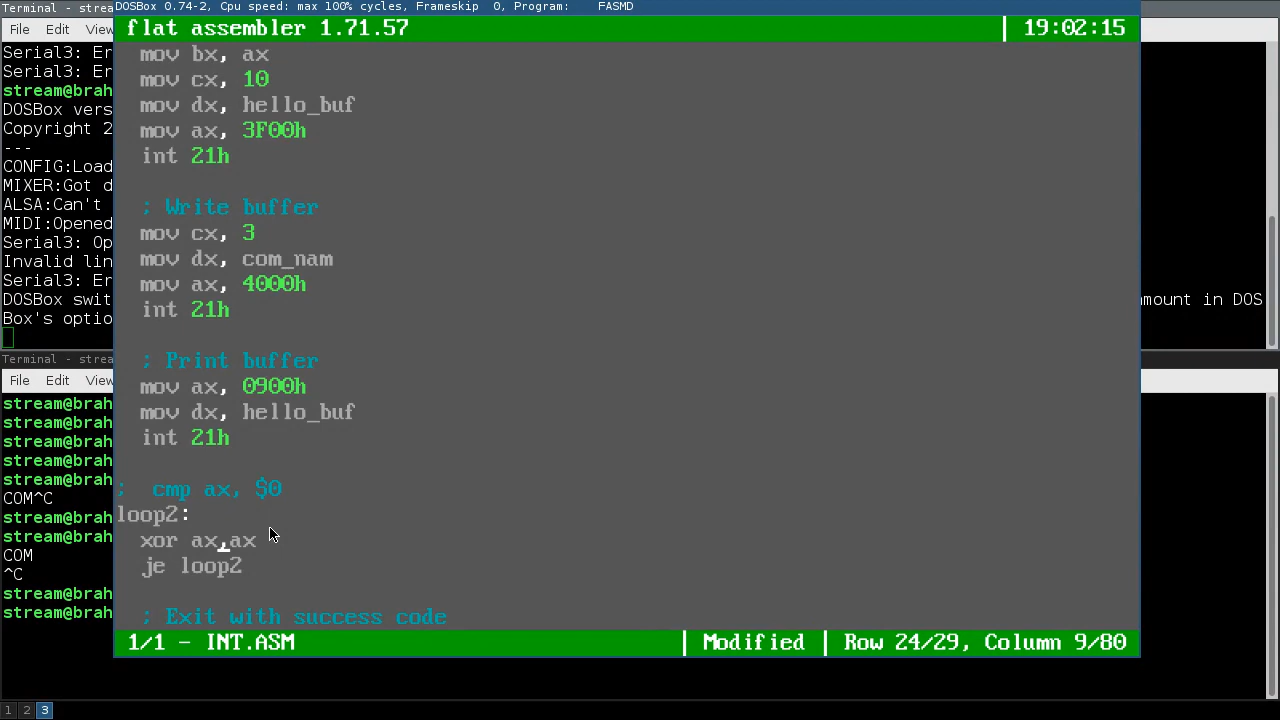 Terminal - strea
DOSBox 0.74-2, Cpu speed: max 100% cycles, Frameskip  0, Program:    FASMD
File Edit View
flat assembler 1.71.57
19:02:15
Serial3: Er
Serial3: Er
stream@brah
DOSBox vers
Copyright 2
---
CONFIG:Load
MIXER:Got d
ALSA:Can't
MIDI:Opened
Serial3: Op
Invalid lin
Serial3: Er
DOSBox swit
amount in DOS
Box's optio
mov bx, ax
mov cx, 10
mov dx, hello_buf
mov ax, 3F00h
int 21h
; Write buffer
mov cx, 3
mov dx, com_nam
mov ax, 4000h
int 21h
; Print buffer
mov ax, 0900h
mov dx, hello_buf
int 21h
;  cmp ax, $0
loop2:
xor ax,ax
je loop2
; Exit with success code
1/1 - INT.ASM
Modified
Row 24/29, Column 9/80
Terminal - strea
File Edit View
stream@brah
stream@brah
stream@brah
stream@brah
stream@brah
COM^C
stream@brah
stream@brah
COM
^C
stream@brah
stream@brah
1 2 3